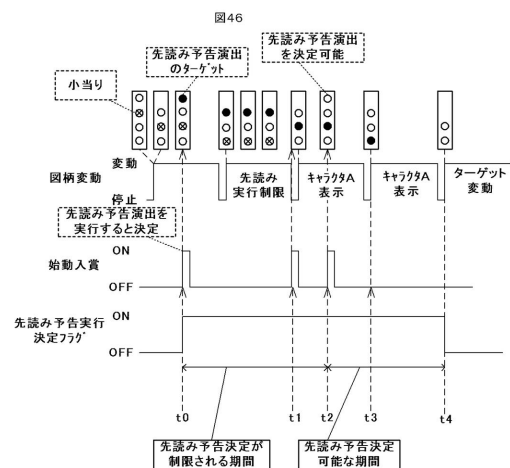 図46
先読み予告演出
のターゲット
先読み予告演出
を決定可能
小当り
図柄変動
変動
停止
先読み
実行制限
キャラクタA
表示
キャラクタA
表示
ターゲット
変動
先読み予告演出を
実行すると決定
始動入賞
ON
OFF
先読み予告実行
決定フラグ
ON
OFF
t0
t1
t2
t3
t4
先読み予告決定が
制限される期間
先読み予告決定
可能な期間